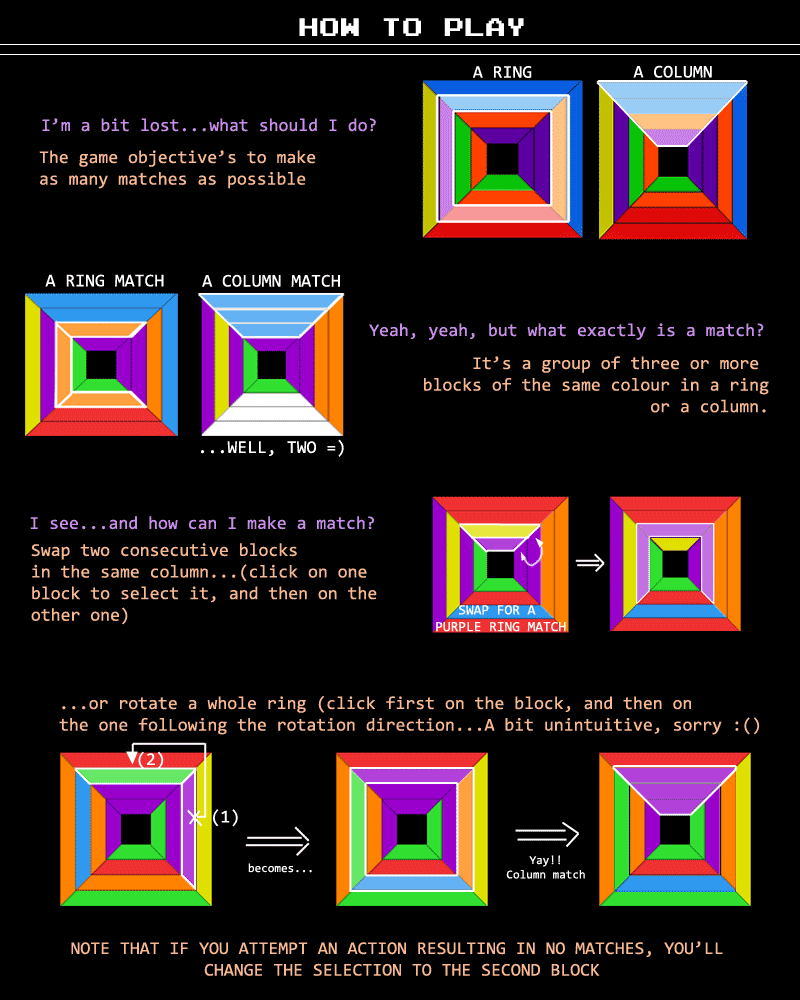 HOW TO PLAY
A RING
A COLUMN
I'm a bit lost...what should I do?
The game objective's to make
as many matches as possible
A RING MATCH
A COLUMN MATCH
...WELL, TWO =)
Yeah, yeah, but what exactly is a match?
It's a group of three or more
blocks of the same colour in a ring
or a column.
I see...and how can I make a match?
Swap two consecutive blocks
in the same column...(click on one
block to select it, and then on the
other one)
SWAP FOR A
PURPLE RING MATCH
...or rotate a whole ring (click first on the block, and then on
the one folLowing the rotation direction...A bit unintuitive, sorry :()
(2)
(1)
becomes...
Yay!!
Column match
NOTE THAT IF YOU ATTEMPT AN ACTION RESULTING IN NO MATCHES, YOU'LL
CHANGE THE SELECTION TO THE SECOND BLOCK